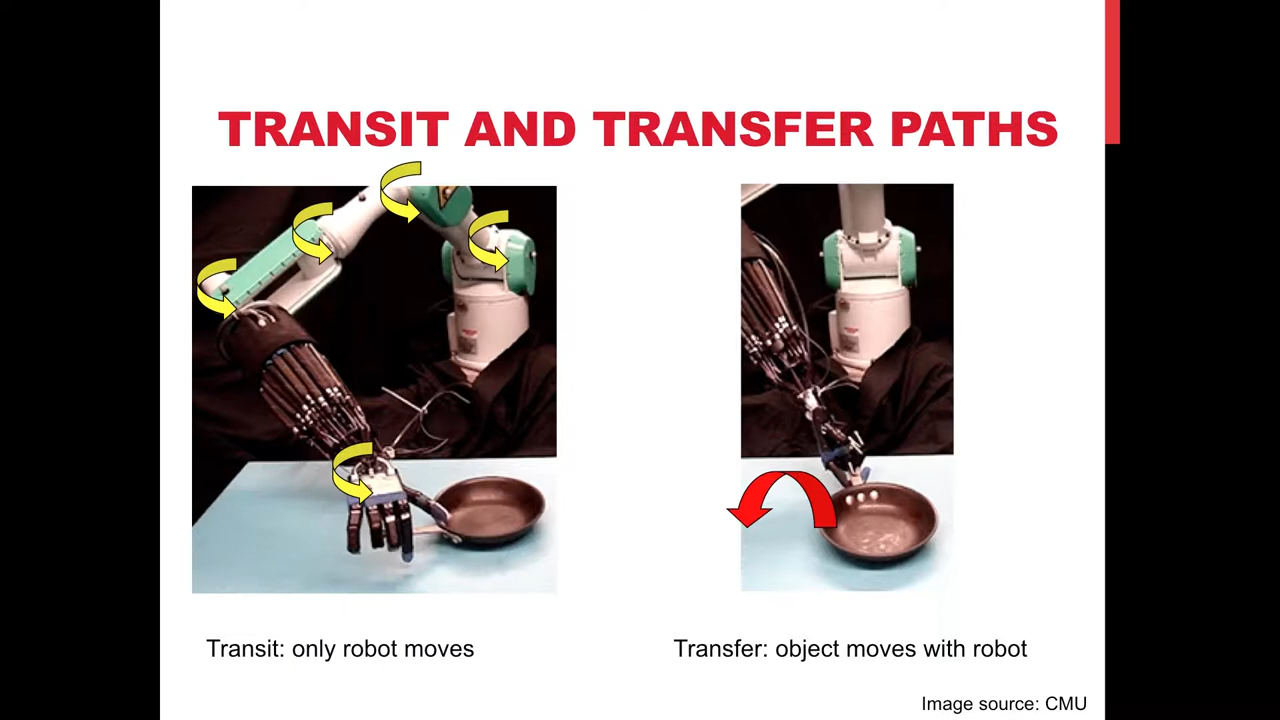 TRANSIT AND TRANSFER PATHS
Transit: only robot moves
Transfer: object moves with robot
Image source: CMU